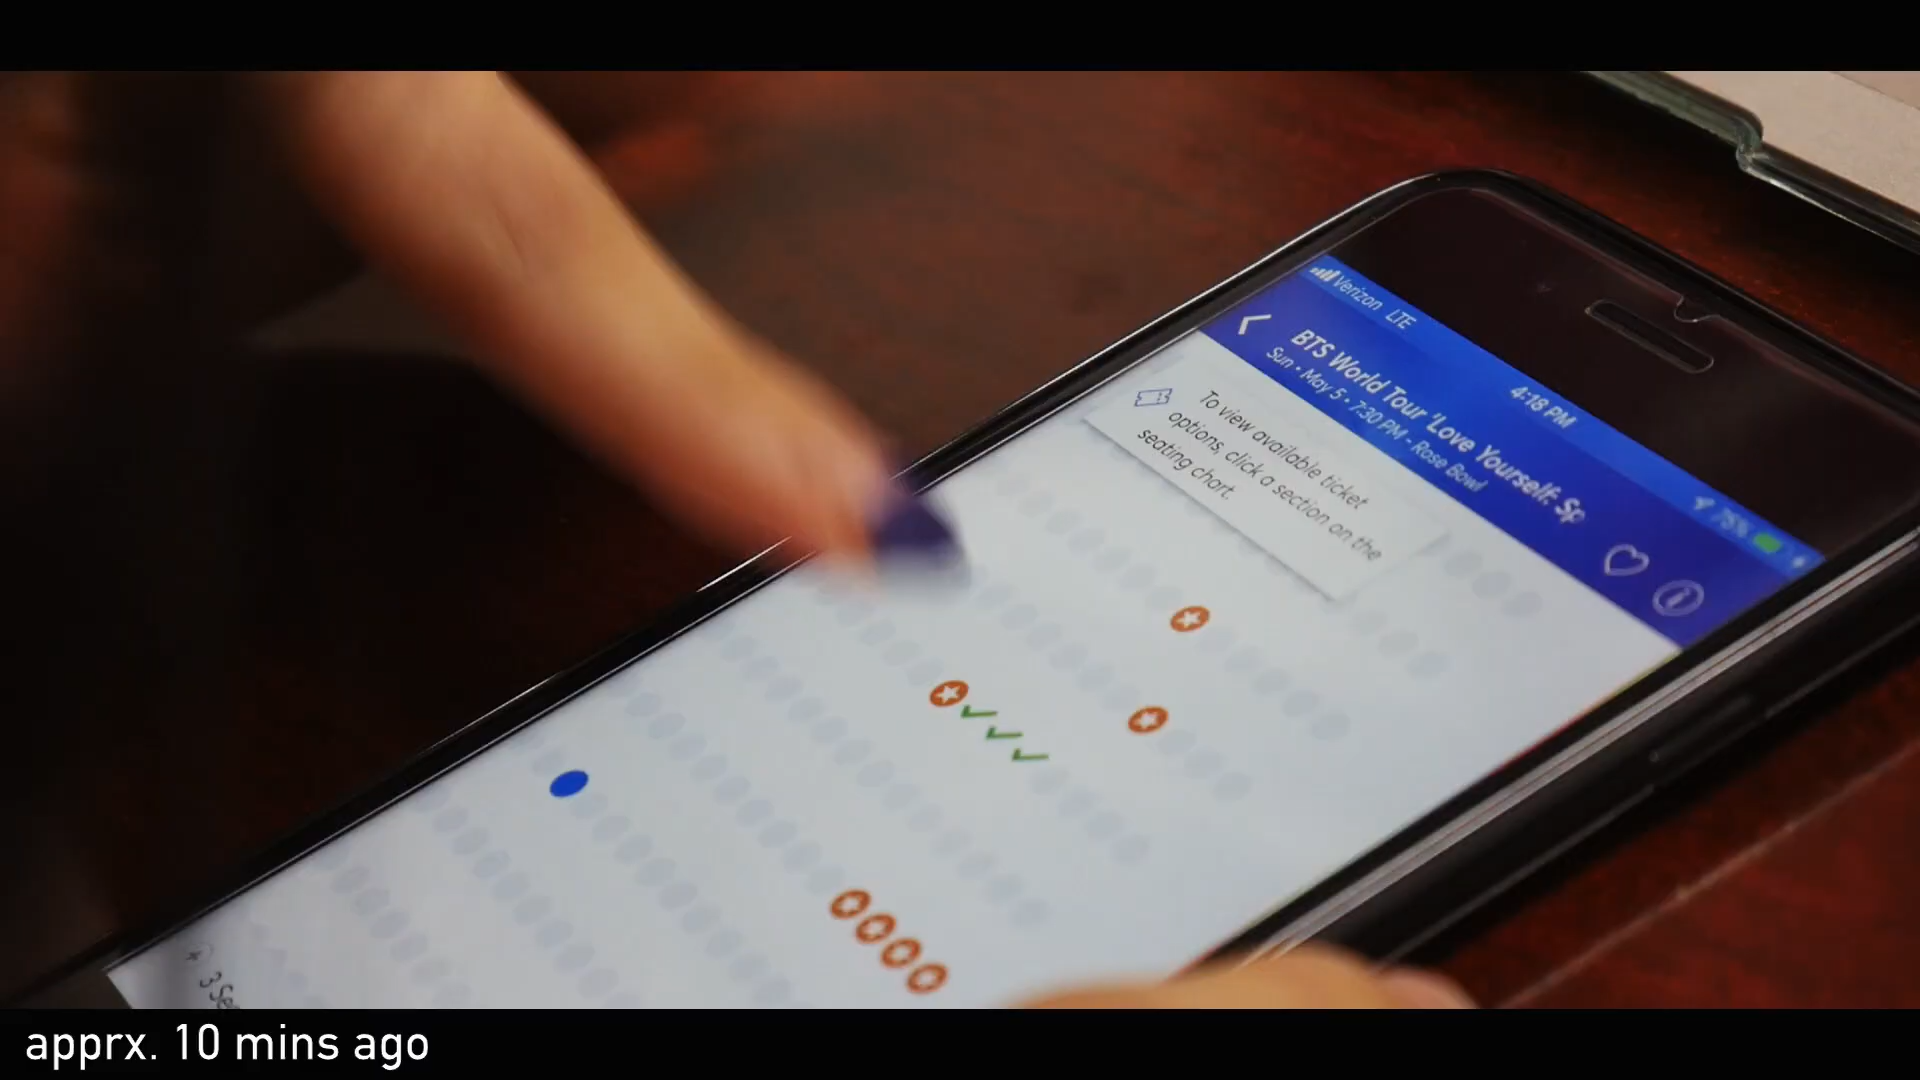 Verizon LTE
4:18 PM
75%
BTS World Tour 'Love Yourself: Sp
Sun • May 5 • 7:30 PM - Rose Bowl
To view available ticket
options, click a section on the
seating chart.
apprx. 10 mins ago